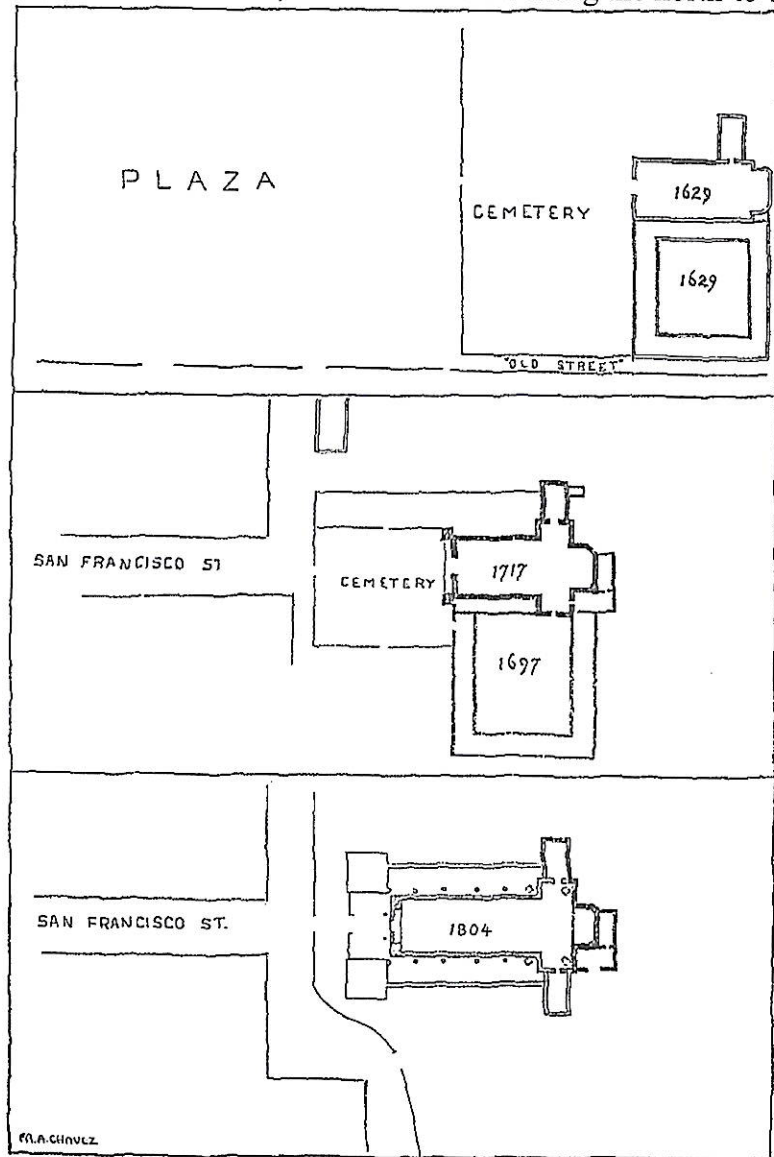 PLAZA
1629
CEMETERY
1629
"OLD STREET"
SAN FRANCISCO ST
CEMETERY
1717
1697
SAN FRANCISCO ST.
1804
FR.A.CHAVEZ